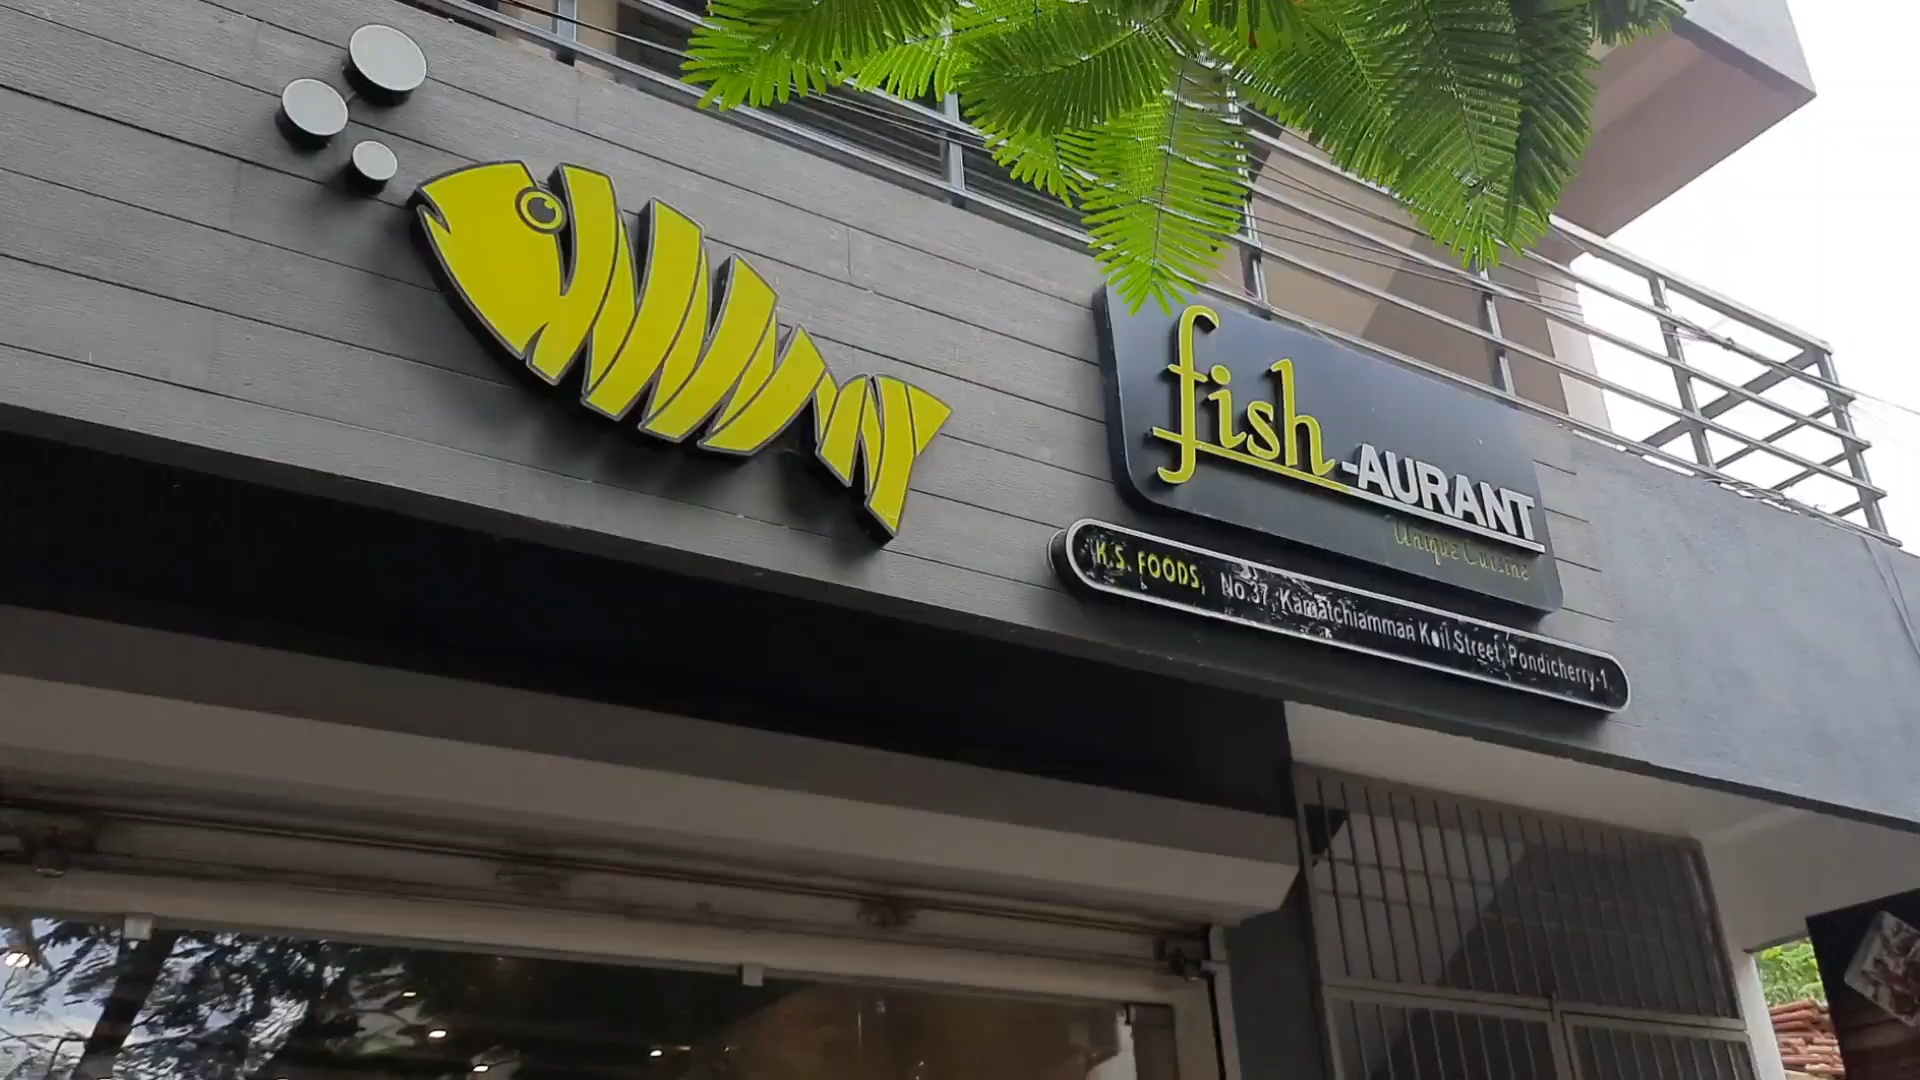 fish-AURANT
Unique Cuisine
K.S. FOODS, No.37, Kamatchiamman Koil Street, Pondicherry-1.